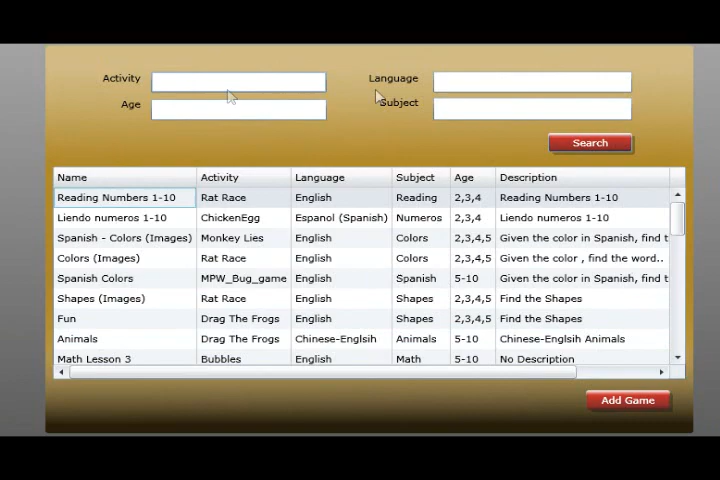 Activity Language
Age Subject
Search
Name Activity Language Subject Age Description
Reading Numbers 1-10 Rat Race English Reading 2,3,4 Reading Numbers 1-10
Liendo numeros 1-10 ChickenEgg Espanol (Spanish) Numeros 2,3,4 Liendo numeros 1-10
Spanish - Colors (Images) Monkey Lies English Colors 2,3,4,5 Given the color in Spanish, find t
Colors (Images) Rat Race English Colors 2,3,4,5 Given the color , find the word..
Spanish Colors MPW_Bug_game English Spanish 5-10 Given the color in Spanish, find t
Shapes (Images) Rat Race English Shapes 2,3,4,5 Find the Shapes
Fun Drag The Frogs English Shapes 2,3,4,5 Find the Shapes
Animals Drag The Frogs Chinese-Englsih Animals 5-10 Chinese-Englsih Animals
Math Lesson 3 Bubbles English Math 5-10 No Description
Add Game